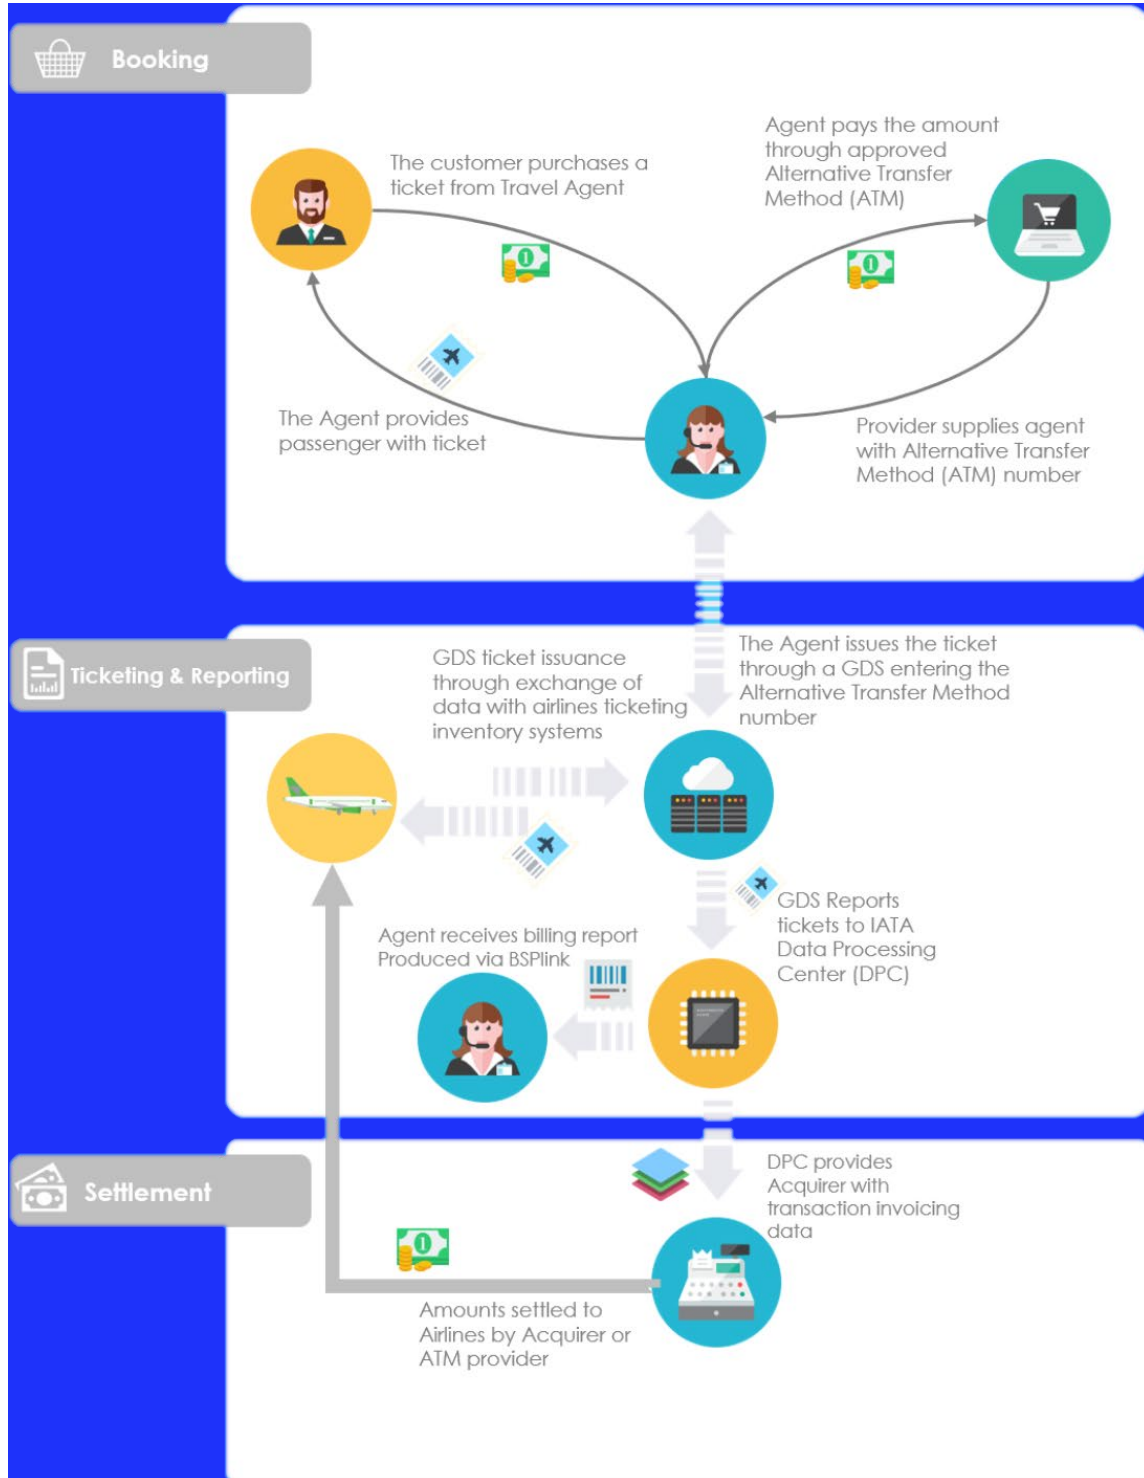 Booking
The customer purchases a
ticket from Travel Agent
Agent pays the amount
through approved
Alternative Transfer
Method (ATM)
The Agent provides
passenger with ticket
Provider supplies agent
with Alternative Transfer
Method (ATM) number
Ticketing & Reporting
GDS ticket issuance
through exchange of
data with airlines ticketing
inventory systems
The Agent issues the ticket
through a GDS entering the
Alternative Transfer Method
number
GDS Reports
tickets to IATA
Data Processing
Center (DPC)
Agent receives billing report
Produced via BSPlink
Settlement
DPC provides
Acquirer with
transaction invoicing
data
Amounts settled to
Airlines by Acquirer or
ATM provider